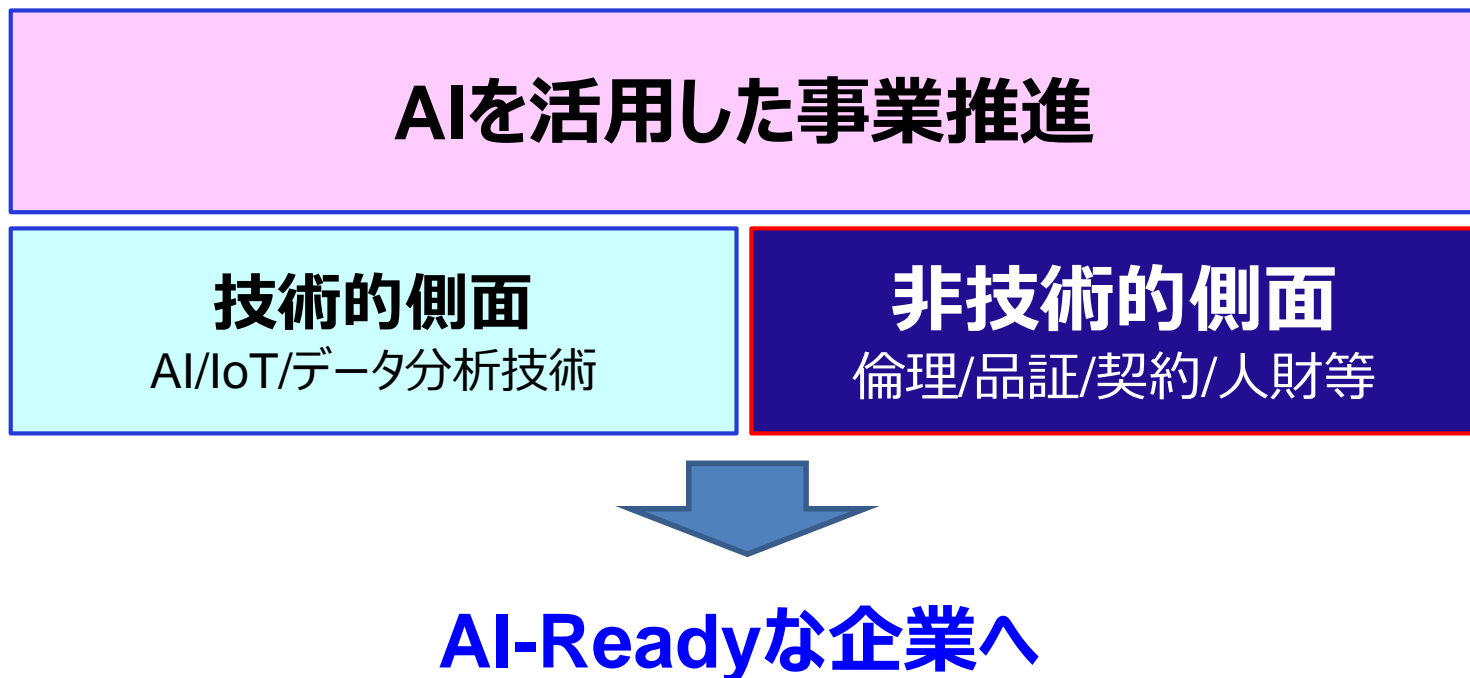 AIを活用した事業推進
技術的側面
AI/IoT/データ分析技術
非技術的側面
倫理/品証/契約/人財等
AI-Readyな企業へ